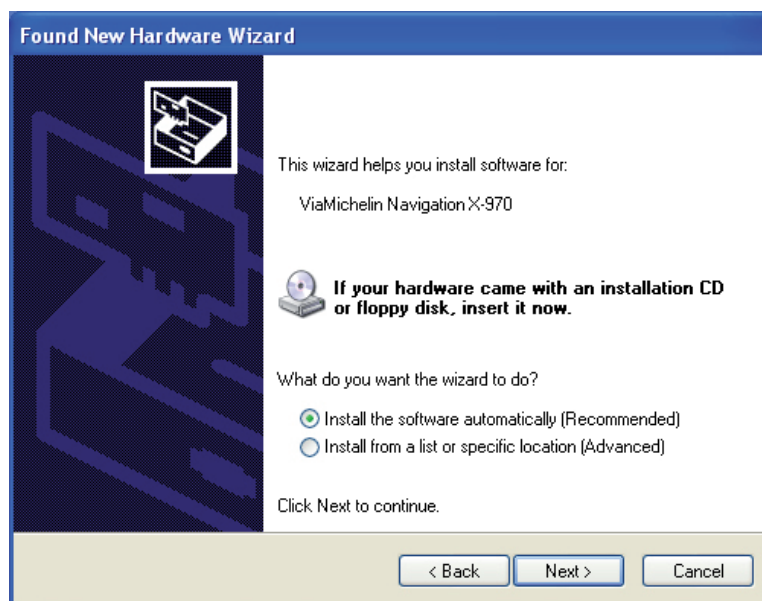 Found New Hardware Wizard
This wizard helps you install software for:
ViaMichelin Navigation X-970
If your hardware came with an installation CD
or floppy disk, insert it now.
What do you want the wizard to do?
Install the software automatically (Recommended)
Install from a list or specific location (Advanced)
Click Next to continue.
< Back Next > Cancel